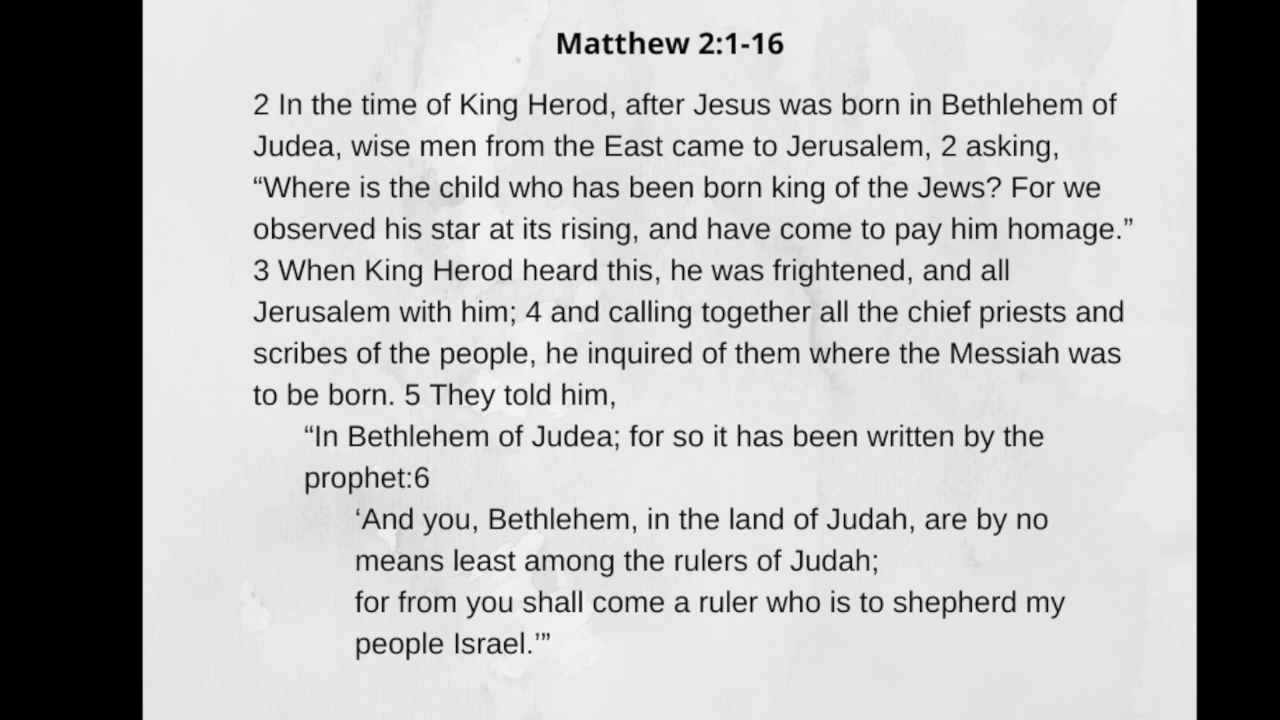 Matthew 2:1-16
2 In the time of King Herod, after Jesus was born in Bethlehem of
Judea, wise men from the East came to Jerusalem, 2 asking,
“Where is the child who has been born king of the Jews? For we
observed his star at its rising, and have come to pay him homage.”
3 When King Herod heard this, he was frightened, and all
Jerusalem with him; 4 and calling together all the chief priests and
scribes of the people, he inquired of them where the Messiah was
to be born. 5 They told him,
“In Bethlehem of Judea; for so it has been written by the
prophet:6
‘And you, Bethlehem, in the land of Judah, are by no
means least among the rulers of Judah;
for from you shall come a ruler who is to shepherd my
people Israel.’”